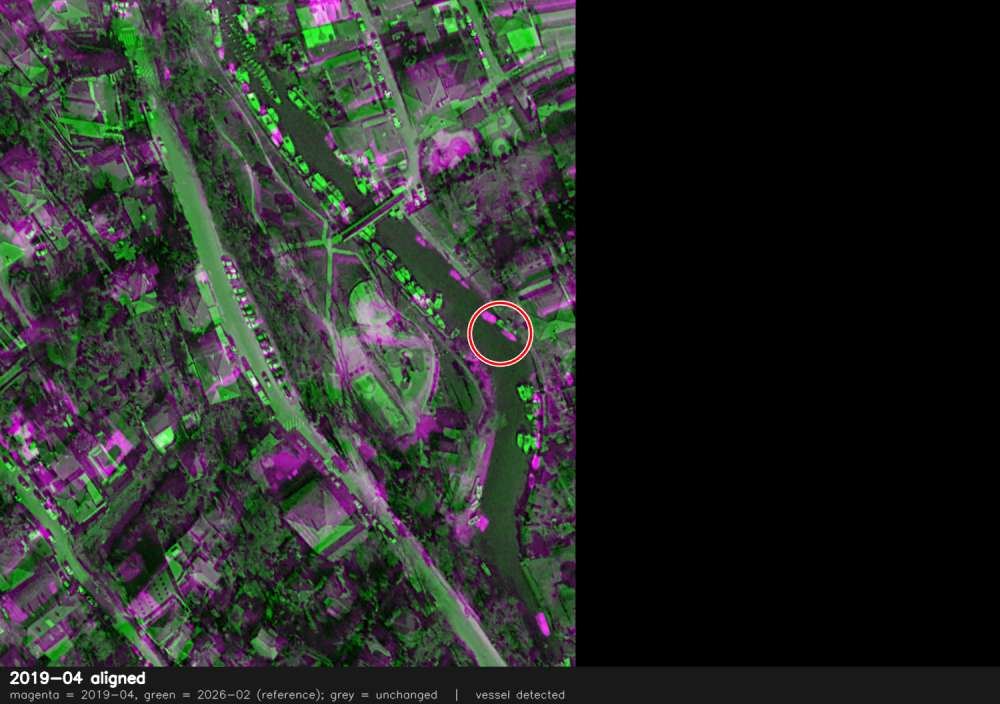 2019-04 aligned
magenta = 2019-04, green = 2026-02 (reference); grey = unchanged | vessel detected